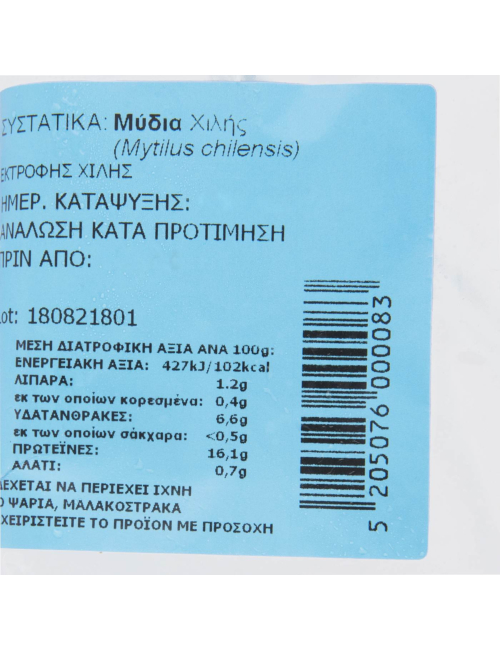 ΣΥΣΤΑΤΙΚΑ: Μύδια Χιλής
(Mytilus chilensis)
ΕΚΤΡΟΦΗΣ ΧΙΛΗΣ
ΗΜΕΡ. ΚΑΤΑΨΥΞΗΣ:
ΑΝΑΛΩΣΗ ΚΑΤΑ ΠΡΟΤΙΜΗΣΗ
ΠΡΙΝ ΑΠΟ:
Lot: 180821801
ΜΕΣΗ ΔΙΑΤΡΟΦΙΚΗ ΑΞΙΑ ΑΝΑ 100g:
ΕΝΕΡΓΕΙΑΚΗ ΑΞΙΑ: 427kJ/102kcal
ΛΙΠΑΡΑ: 1.2g
εκ των οποίων κορεσμένα: 0,4g
ΥΔΑΤΑΝΘΡΑΚΕΣ: 6,6g
εκ των οποίων σάκχαρα: <0,5g
ΠΡΩΤΕΪΝΕΣ: 16,1g
ΑΛΑΤΙ: 0,7g
ΔΕΧΕΤΑΙ ΝΑ ΠΕΡΙΕΧΕΙ ΙΧΝΗ
Ο ΨΑΡΙΑ, ΜΑΛΑΚΟΣΤΡΑΚΑ
ΧΕΙΡΙΣΤΕΙΤΕ ΤΟ ΠΡΟΪΟΝ ΜΕ ΠΡΟΣΟΧΗ
5 205076 000083